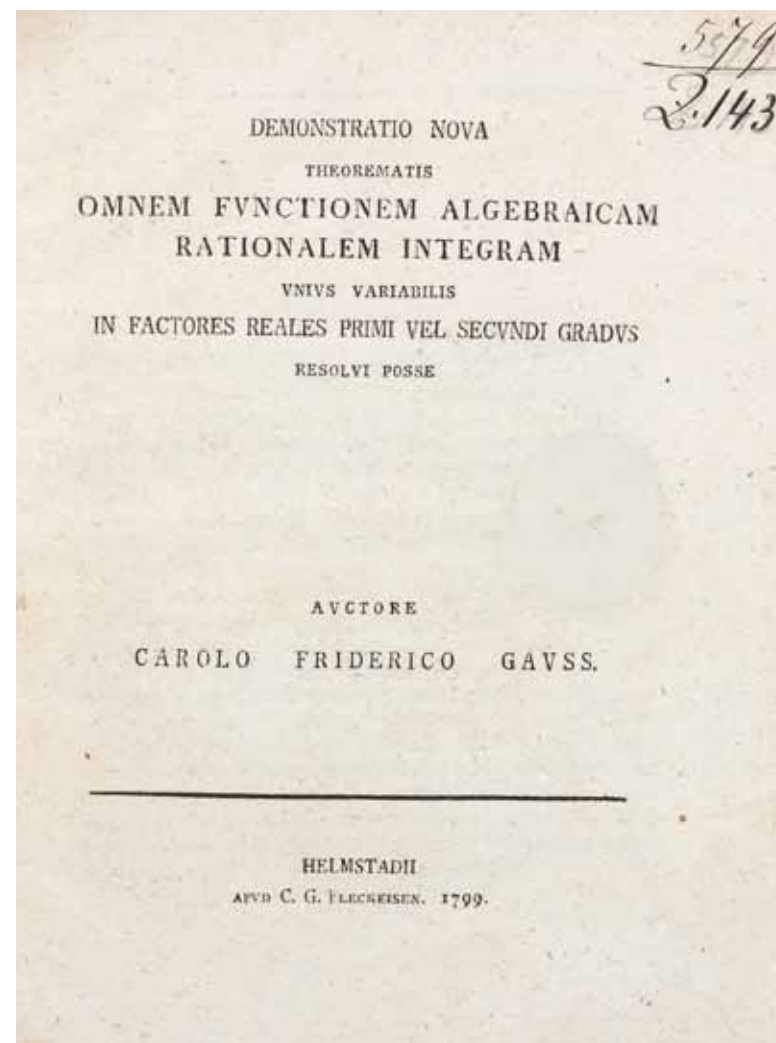 579
2.143
DEMONSTRATIO NOVA
THEOREMATIS
OMNEM FVNCTIONEM ALGEBRAICAM
RATIONALEM INTEGRAM
VNIVS VARIABILIS
IN FACTORES REALES PRIMI VEL SECVNDI GRADVS
RESOLVI POSSE
AVCTORE
CAROLO FRIDERICO GAVSS.
HELMSTADII
APVD C. G. FLECKEISEN. 1799.